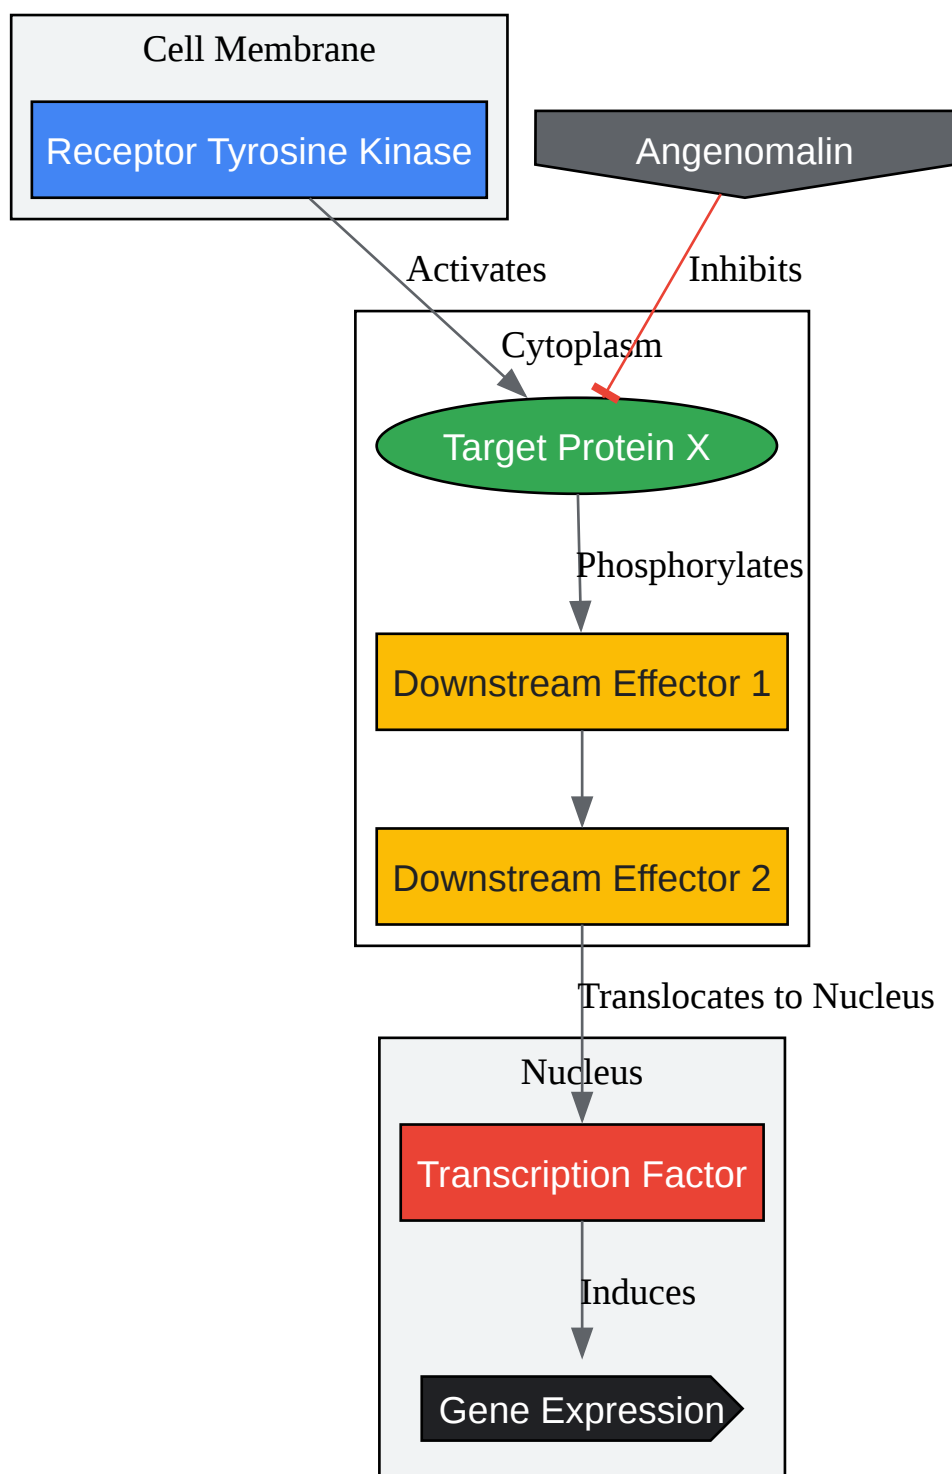 Cell Membrane
Receptor Tyrosine Kinase
Angenomalin
Activates
Inhibits
Cytoplasm
Target Protein X
Phosphorylates
Downstream Effector 1
Downstream Effector 2
Translocates to Nucleus
Nucleus
Transcription Factor
Induces
Gene Expression